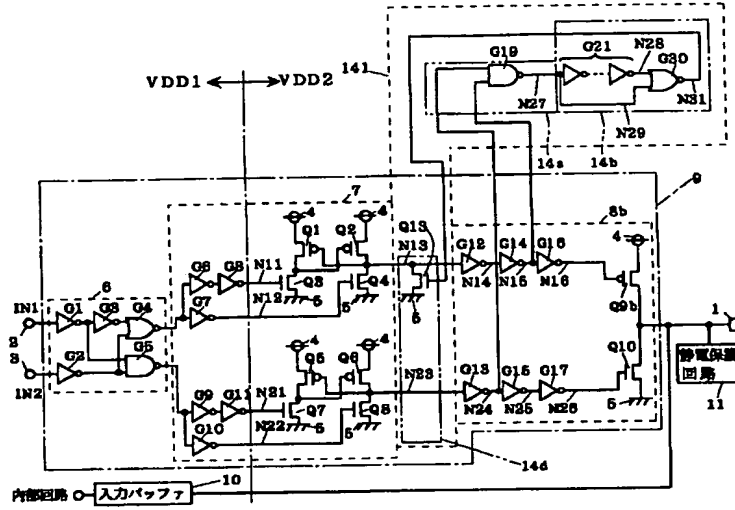 G19
G21
N28
G30
N27
N31
N29
14a
14b
141
VDD1
VDD2
9
7
8b
6
4
4
Q1
Q2
Q13
N13
G12
G14
G16
4
IN1
G1
G3
G4
G6
G8
N11
Q3
Q4
N14
N15
N16
2
G7
N12
5
5
5
Q9b
1
3
G2
G5
4
4
IN2
Q5
Q6
N23
G13
G15
G17
Q10
静電保護
回路
G9
G11
N21
Q7
Q8
N24
N25
N26
5
11
G10
N22
5
5
14d
10
内部回路
入力バッファ